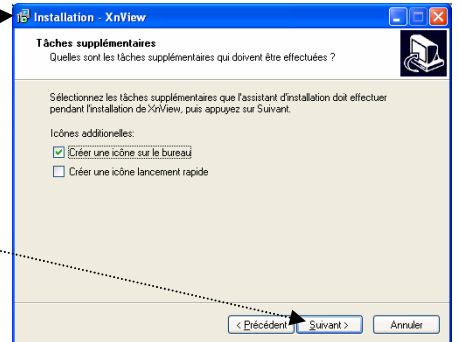 Installation - XnView
Tâches supplémentaires
Quelles sont les tâches supplémentaires qui doivent être effectuées ?
Sélectionnez les tâches supplémentaires que l'assistant d'installation doit effectuer
pendant l'installation de XnView, puis appuyez sur Suivant.
Icônes additionelles:
Créer une icône sur le bureau
Créer une icône lancement rapide
< Précédent
Suivant >
Annuler